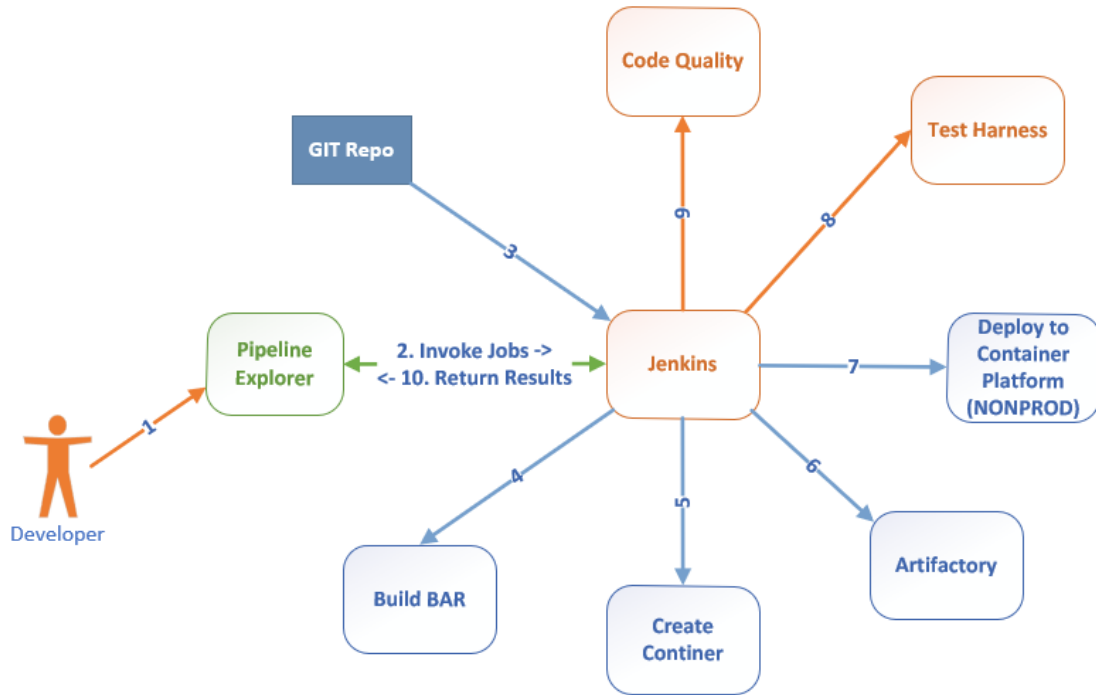 Code Quality
Test Harness
GIT Repo
9
8
3
Pipeline
Explorer
2. Invoke Jobs ->
<- 10. Return Results
Jenkins
7
Deploy to
Container
Platform
(NONPROD)
1
Developer
4
5
6
Build BAR
Create
Continer
Artifactory